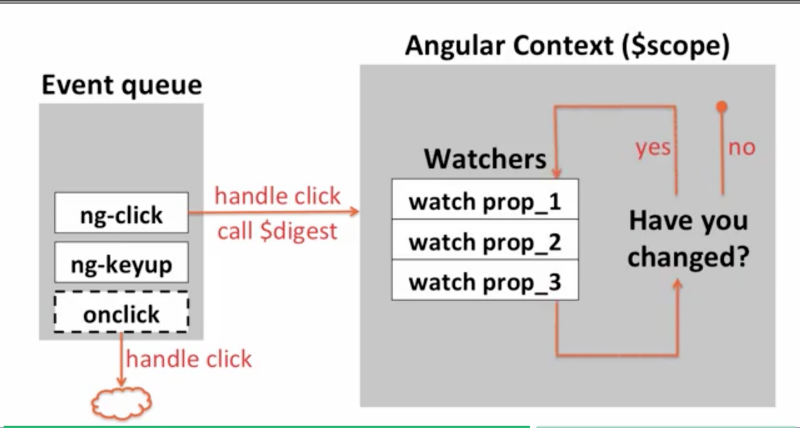 Angular Context ($scope)
Event queue
ng-click
ng-keyup
onclick
handle click
handle click
call $digest
Watchers
watch prop_1
watch prop_2
watch prop_3
yes
no
Have you
changed?